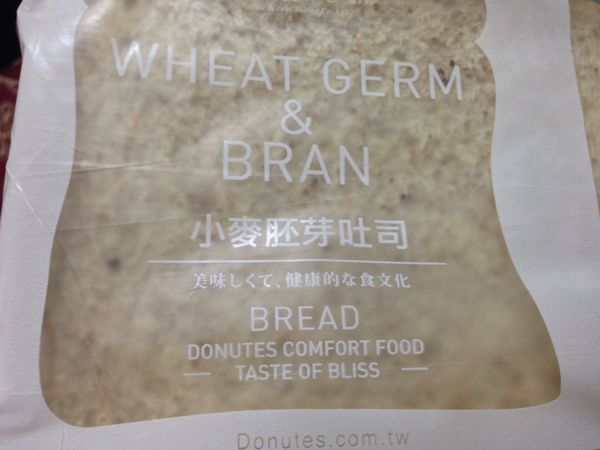 WHEAT GERM
&
BRAN
小麥胚芽吐司
美味しくて、健康的な食文化
BREAD
DONUTES COMFORT FOOD
TASTE OF BLISS
Donutes.com.tw